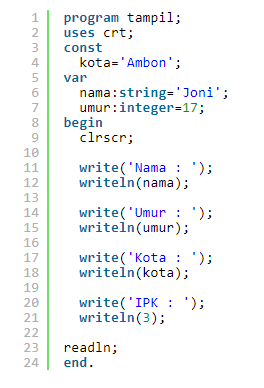 1 program tampil;
2 uses crt;
3 const
4   kota='Ambon';
5 var
6   nama:string='Joni';
7   umur:integer=17;
8 begin
9   clrscr;
10
11   write('Nama : ');
12   writeln(nama);
13
14   write('Umur : ');
15   writeln(umur);
16
17   write('Kota : ');
18   writeln(kota);
19
20   write('IPK : ');
21   writeln(3);
22
23 readln;
24 end.